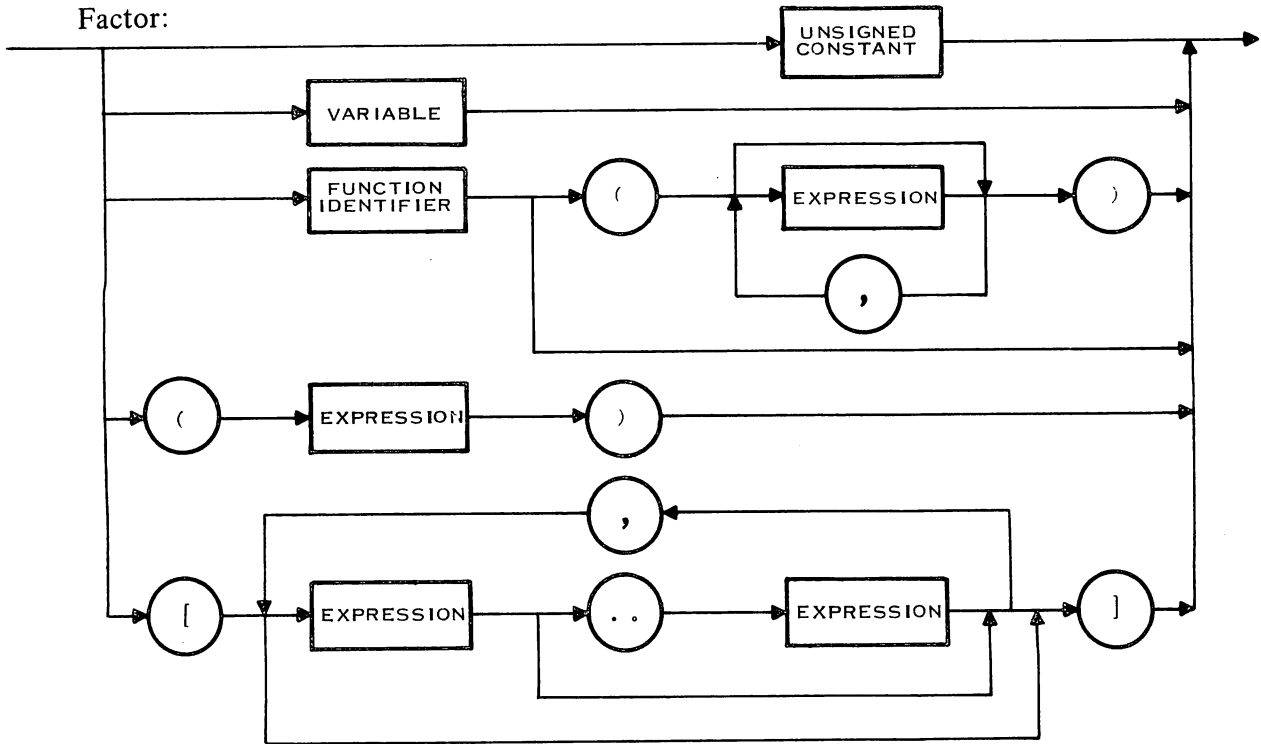 Factor:
UNSIGNED
CONSTANT
VARIABLE
FUNCTION
IDENTIFIER
(
EXPRESSION
)
,
(
EXPRESSION
)
,
[
EXPRESSION
..
EXPRESSION
]